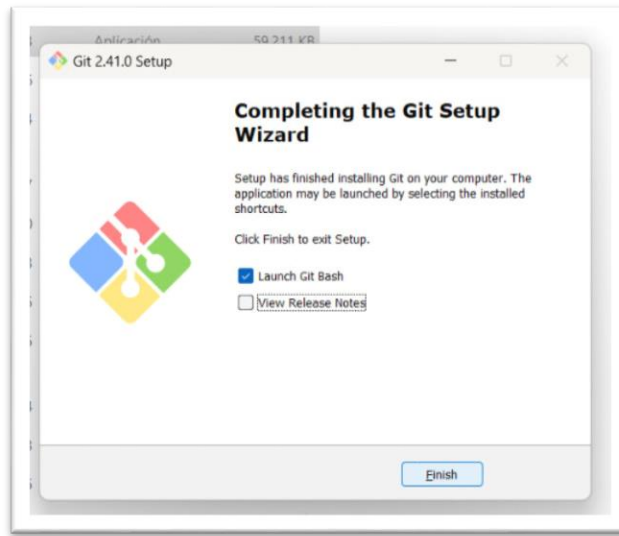 Aplicación 59.211 KB
Git 2.41.0 Setup
Completing the Git Setup
Wizard
Setup has finished installing Git on your computer. The
application may be launched by selecting the installed
shortcuts.
Click Finish to exit Setup.
Launch Git Bash
View Release Notes
Finish